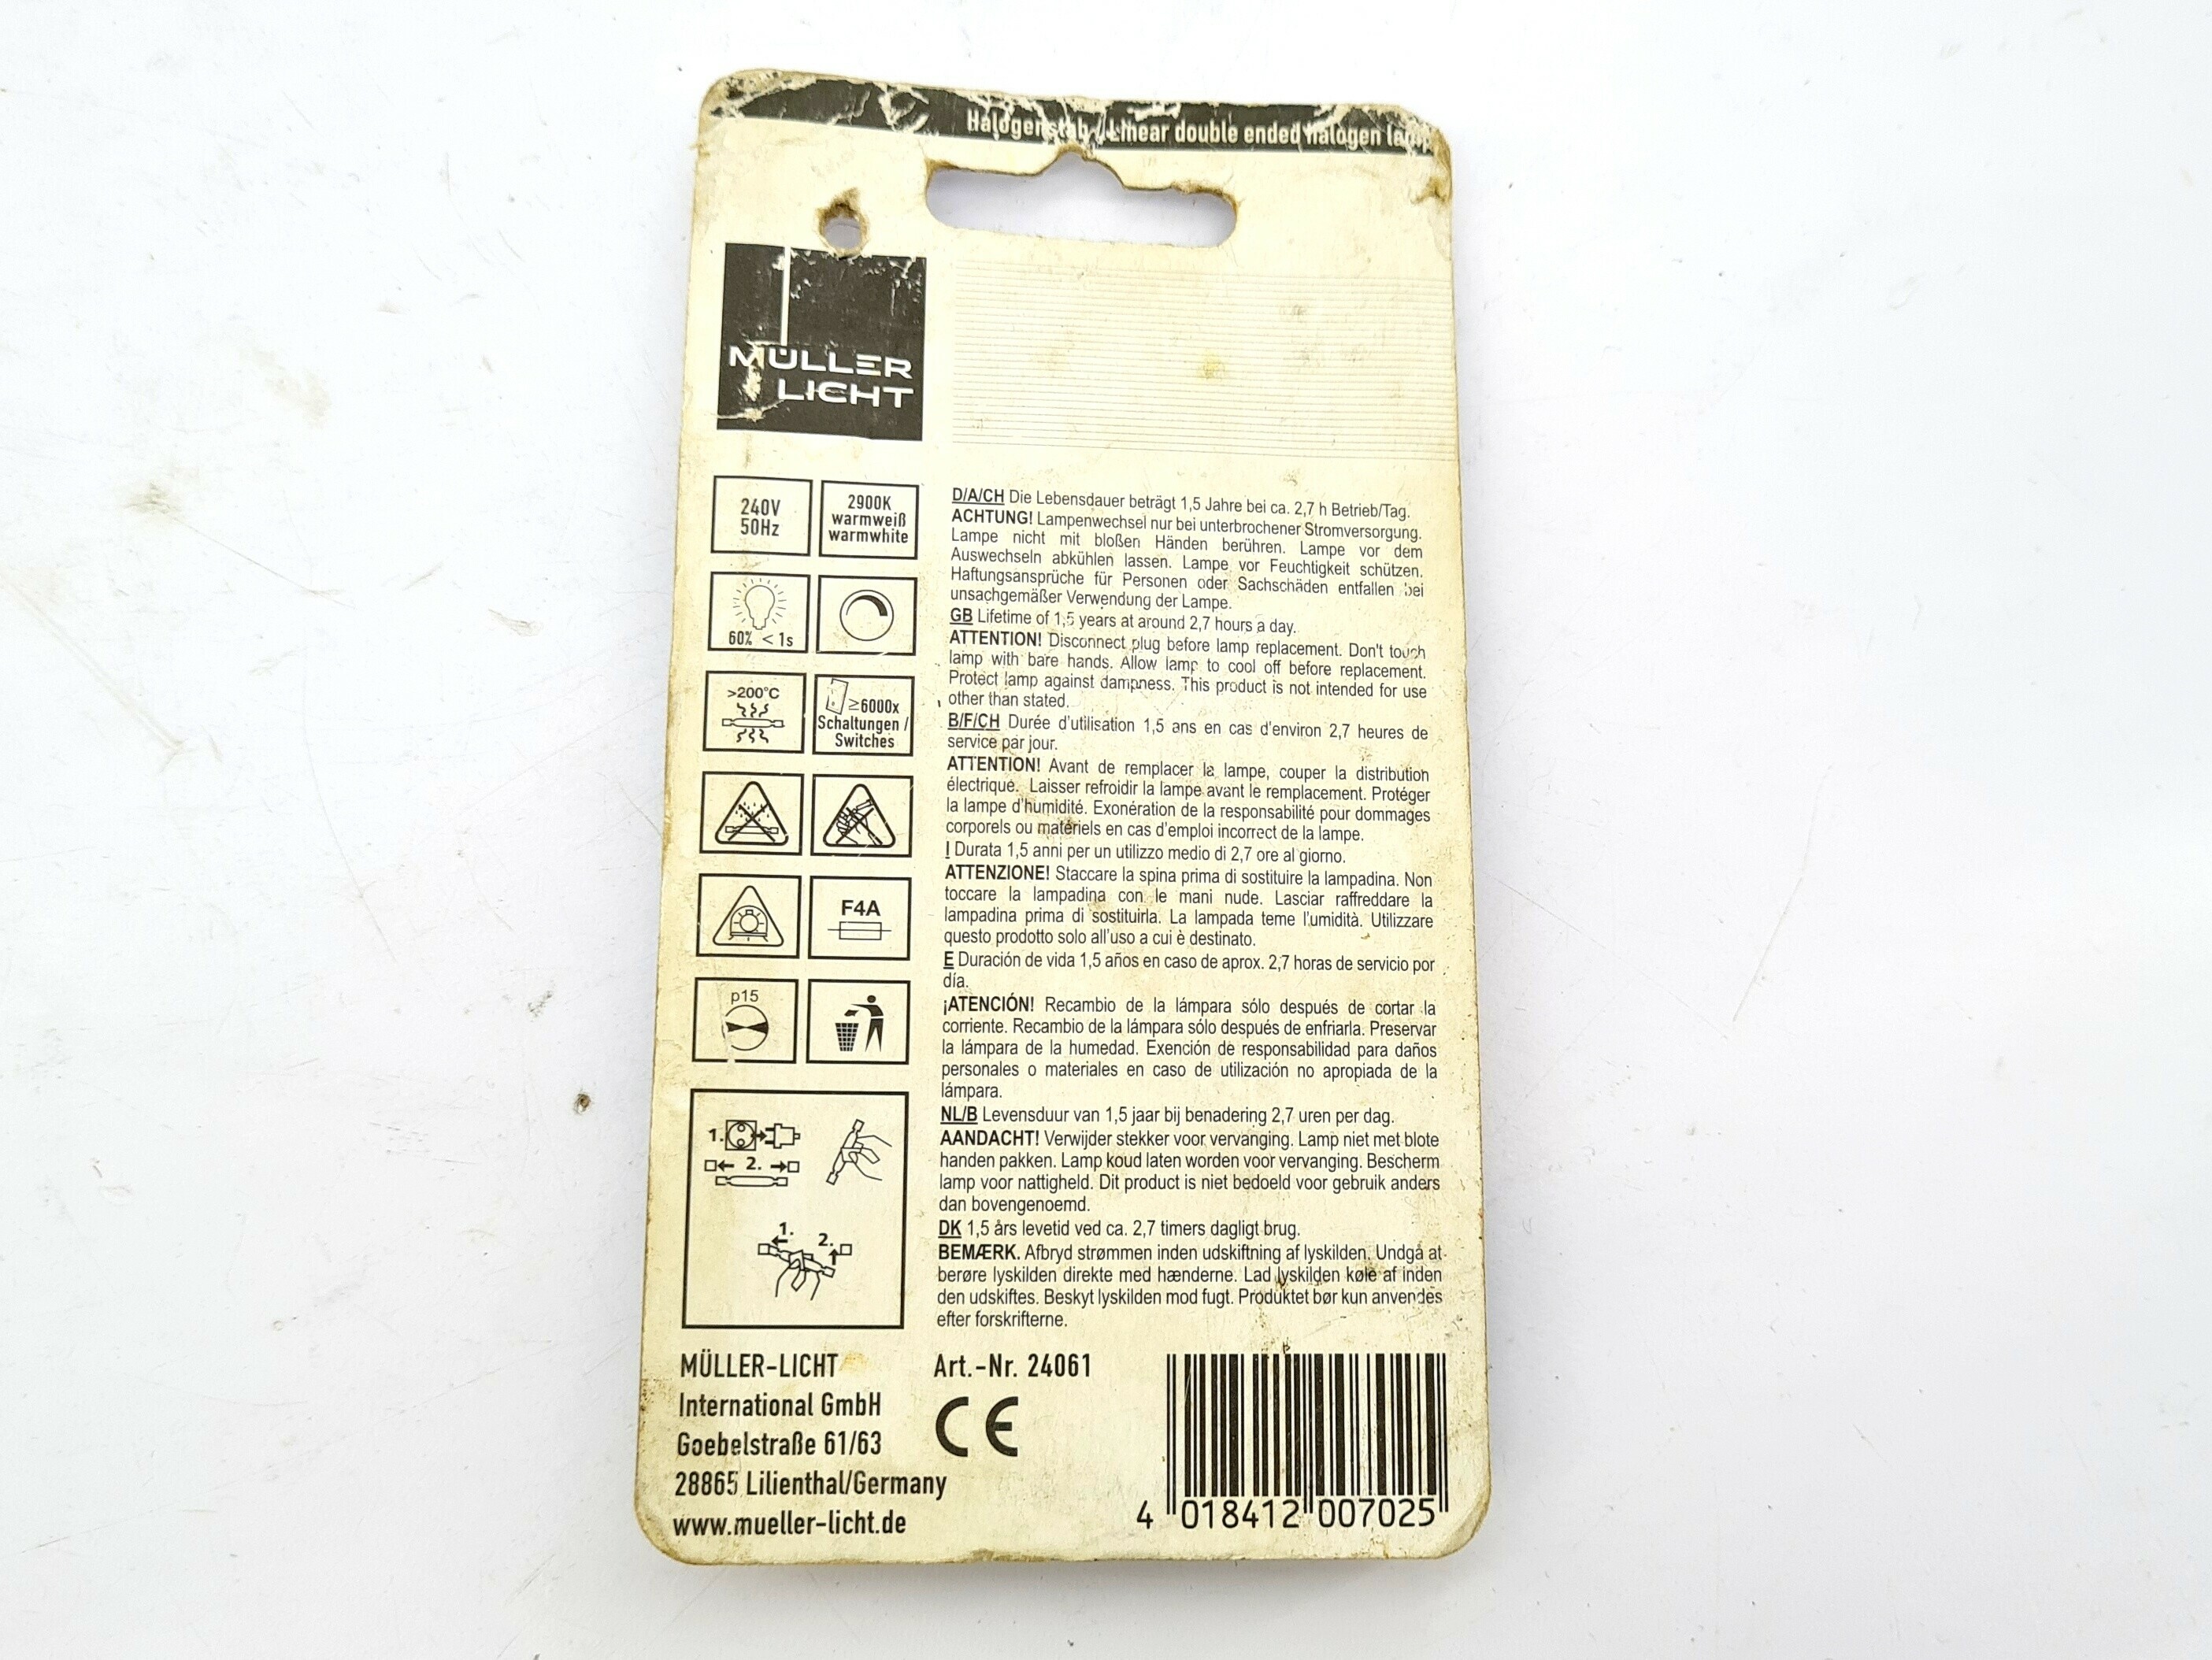 Halogenstab / Linear double ended halogen lamp
MÜLLER
LICHT
240V
50Hz
2900K
warmweiß
warmwhite
60% < 1s
>200°C
≥6000x
Schaltungen /
Switches
F4A
p15
1.
2.
1.
2.
D/A/CH Die Lebensdauer beträgt 1,5 Jahre bei ca. 2,7 h Betrieb/Tag.
ACHTUNG! Lampenwechsel nur bei unterbrochener Stromversorgung.
Lampe nicht mit bloßen Händen berühren. Lampe vor dem
Auswechseln abkühlen lassen. Lampe vor Feuchtigkeit schützen.
Haftungsansprüche für Personen oder Sachschäden entfallen bei
unsachgemäßer Verwendung der Lampe.
GB Lifetime of 1,5 years at around 2,7 hours a day.
ATTENTION! Disconnect plug before lamp replacement. Don't touch
lamp with bare hands. Allow lamp to cool off before replacement.
Protect lamp against dampness. This product is not intended for use
other than stated.
B/F/CH Durée d'utilisation 1,5 ans en cas d'environ 2,7 heures de
service par jour.
ATTENTION! Avant de remplacer la lampe, couper la distribution
électrique. Laisser refroidir la lampe avant le remplacement. Protéger
la lampe d'humidité. Exonération de la responsabilité pour dommages
corporels ou matériels en cas d'emploi incorrect de la lampe.
I Durata 1,5 anni per un utilizzo medio di 2,7 ore al giorno.
ATTENZIONE! Staccare la spina prima di sostituire la lampadina. Non
toccare la lampadina con le mani nude. Lasciar raffreddare la
lampadina prima di sostituirla. La lampada teme l'umidità. Utilizzare
questo prodotto solo all'uso a cui è destinato.
E Duración de vida 1,5 años en caso de aprox. 2,7 horas de servicio por
día.
¡ATENCIÓN! Recambio de la lámpara sólo después de cortar la
corriente. Recambio de la lámpara sólo después de enfriarla. Preservar
la lámpara de la humedad. Exención de responsabilidad para daños
personales o materiales en caso de utilización no apropiada de la
lámpara.
NL/B Levensduur van 1,5 jaar bij benadering 2,7 uren per dag.
AANDACHT! Verwijder stekker voor vervanging. Lamp niet met blote
handen pakken. Lamp koud laten worden voor vervanging. Bescherm
lamp voor nattigheld. Dit product is niet bedoeld voor gebruik anders
dan bovengenoemd.
DK 1,5 års levetid ved ca. 2,7 timers dagligt brug.
BEMÆRK. Afbryd strømmen inden udskiftning af lyskilden. Undgå at
berøre lyskilden direkte med hænderne. Lad lyskilden køle af inden
den udskiftes. Beskyt lyskilden mod fugt. Produktet bør kun anvendes
efter forskrifterne.
MÜLLER-LICHT
International GmbH
Goebelstraße 61/63
28865 Lilienthal/Germany
www.mueller-licht.de
Art.-Nr. 24061
CE
4 018412 007025